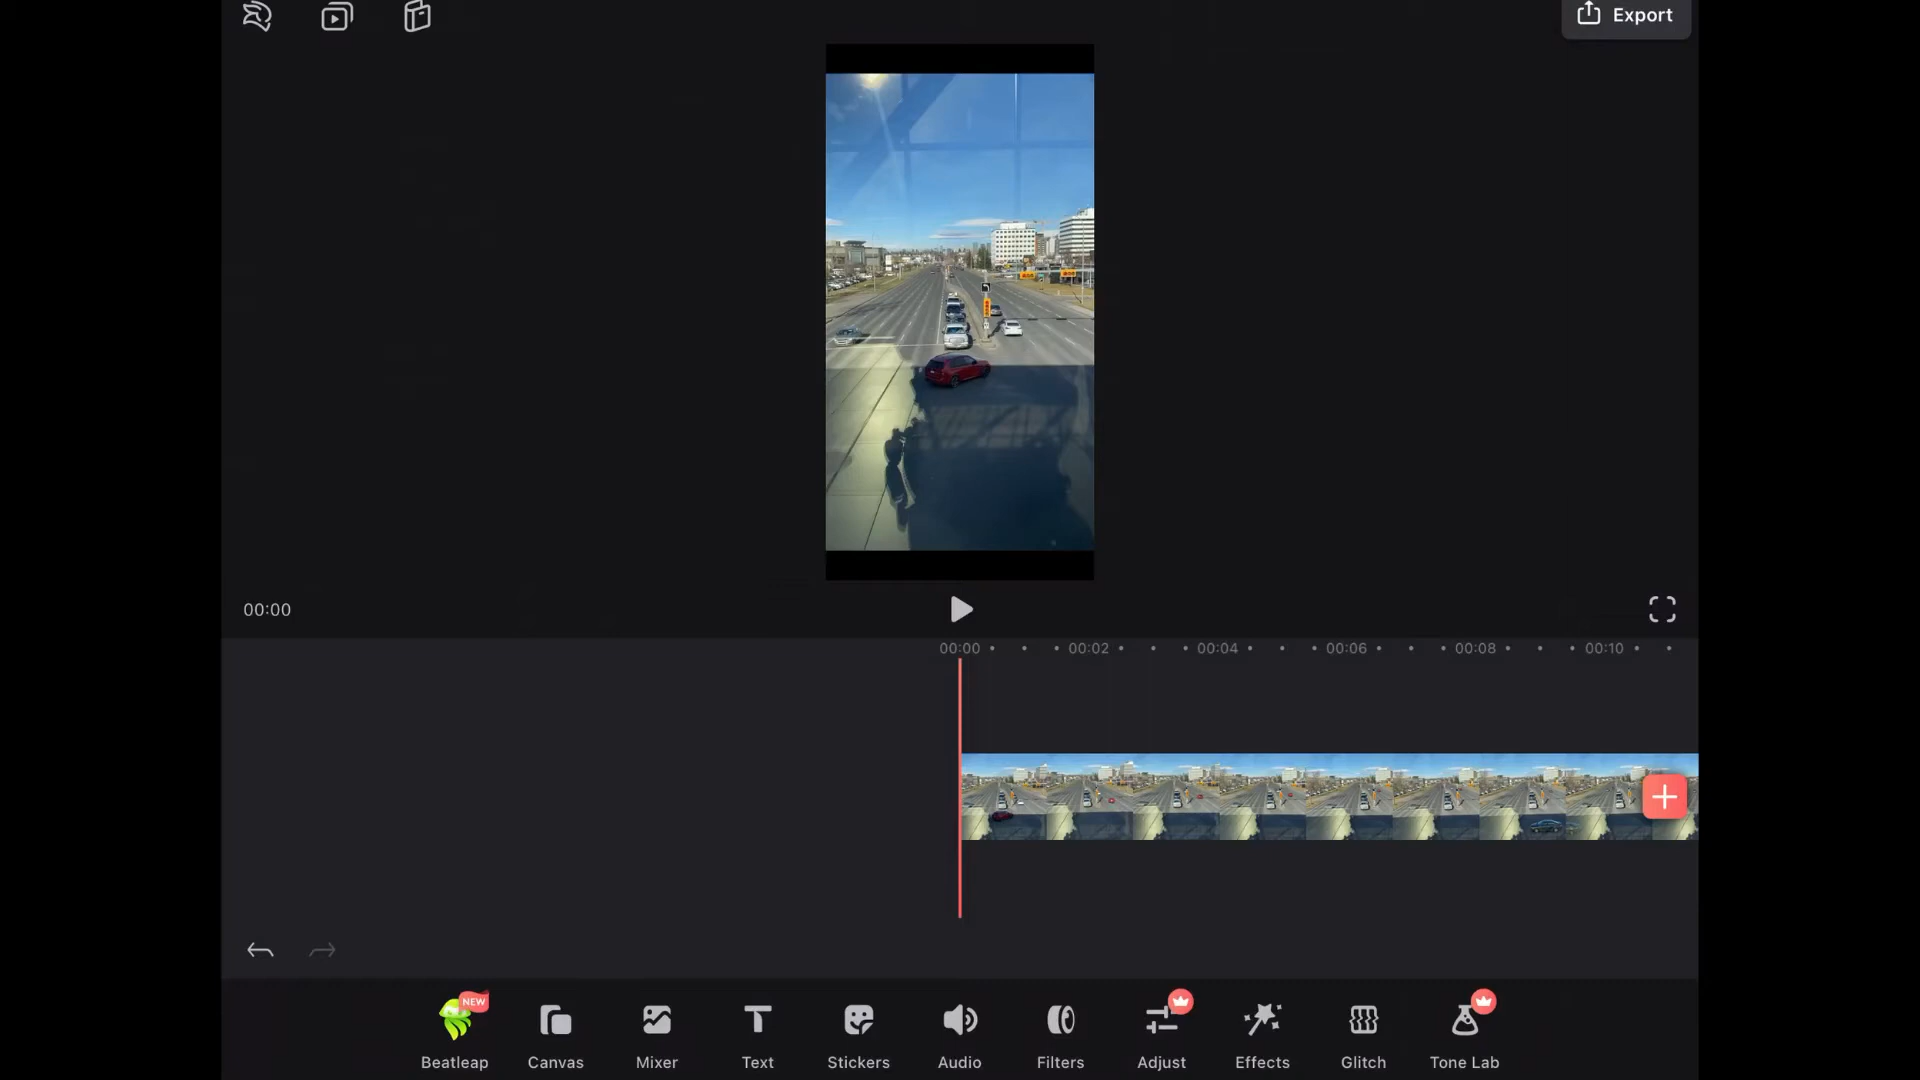 Export
00:00
00:00 00:02 00:04 00:06 00:08 00:10
NEW
Beatleap Canvas Mixer Text Stickers Audio Filters Adjust Effects Glitch Tone Lab